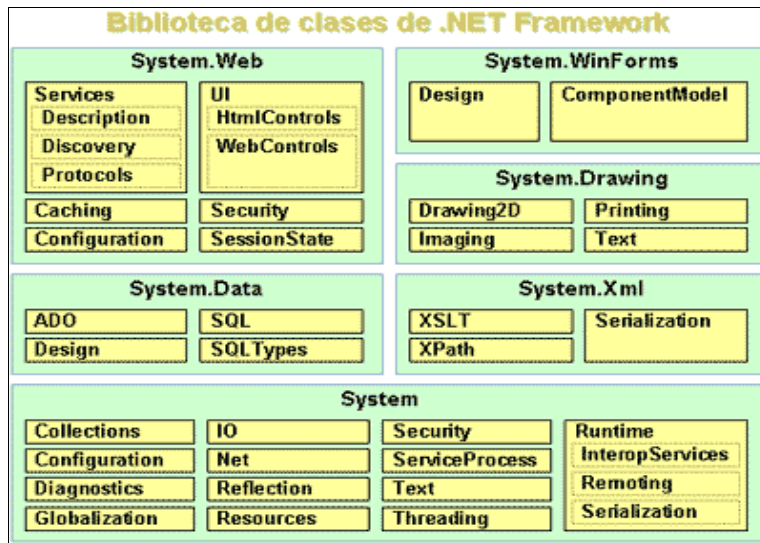 Biblioteca de clases de .NET Framework
System.Web
Services
Description
Discovery
Protocols
UI
HtmlControls
WebControls
Caching
Security
Configuration
SessionState
System.WinForms
Design
ComponentModel
System.Drawing
Drawing2D
Printing
Imaging
Text
System.Data
ADO
SQL
Design
SQLTypes
System.Xml
XSLT
Serialization
XPath
System
Collections
Configuration
Diagnostics
Globalization
IO
Net
Reflection
Resources
Security
ServiceProcess
Text
Threading
Runtime
InteropServices
Remoting
Serialization